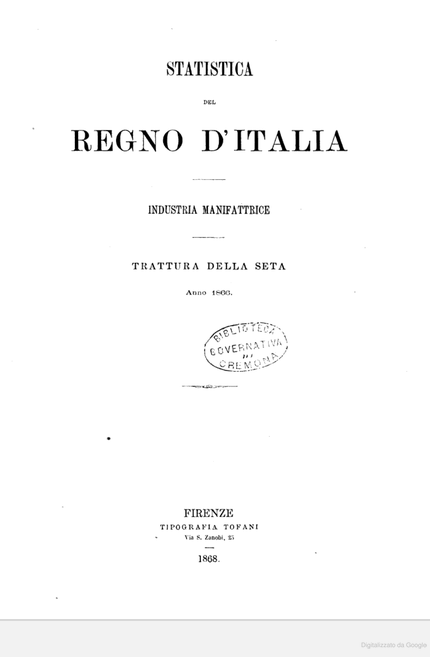 STATISTICA
DEL
REGNO D'ITALIA
INDUSTRIA MANIFATTRICE
TRATTURA DELLA SETA
Anno 1866.
BIBLIOTECA
GOVERNATIVA
DI
CREMONA
FIRENZE
TIPOGRAFIA TOFANI
Via S. Zanobi, 25
1868.
Digitalizzato da Google